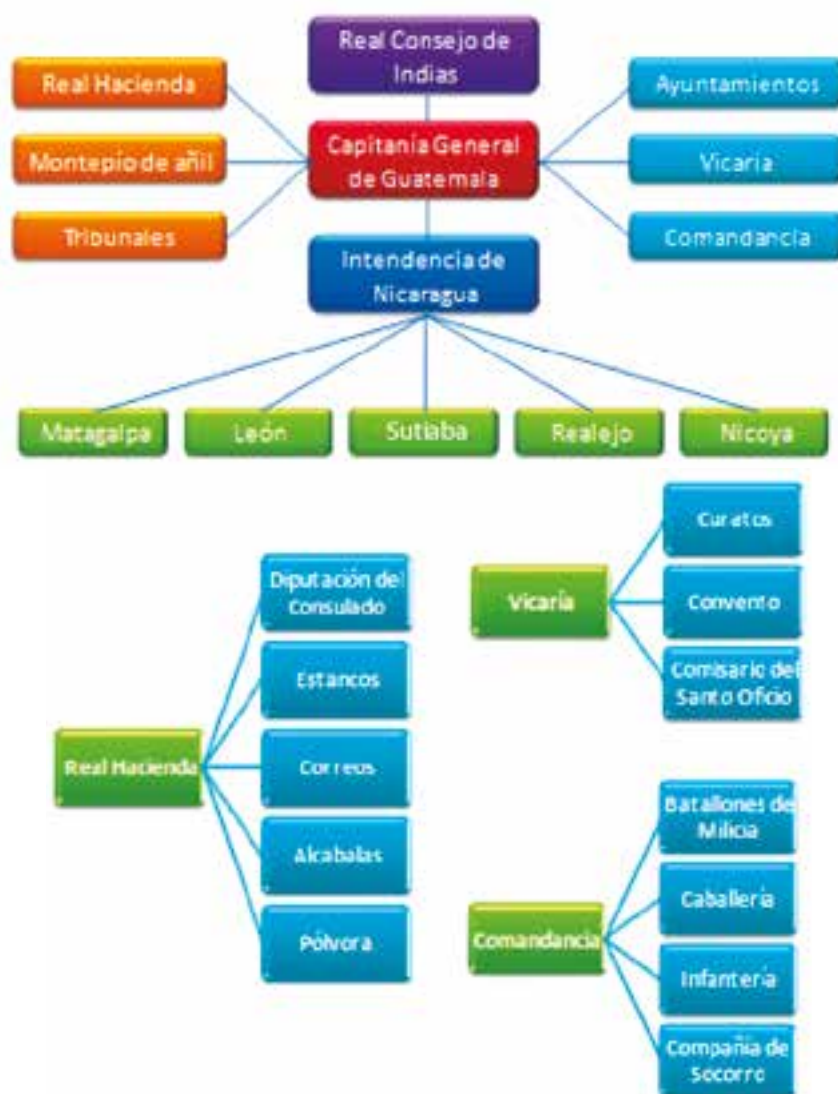 Real Consejo de
Indias
Real Hacienda
Montepio de añil
Tribunales
Capitanía General
de Guatemala
Ayuntamientos
Vicaria
Comandancia
Intendencia de
Nicaragua
Matagalpa
León
Sutiaba
Realejo
Nicoya
Real Hacienda
Diputación del
Consulado
Estancos
Correos
Alcabalas
Pólvora
Vicaría
Curatos
Convento
Comisario del
Santo Oficio
Comandancia
Batallones de
Milicia
Caballería
Infantería
Compañía de
Socorro